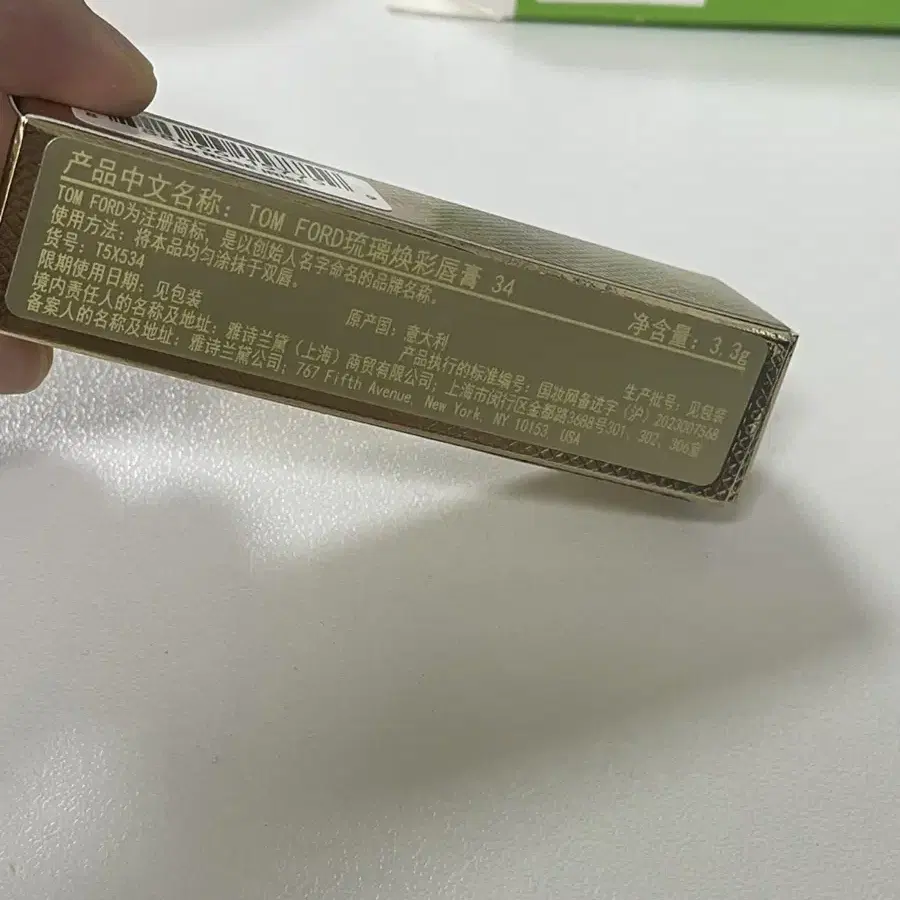 产品中文名称：TOM FORD琉璃焕彩唇膏 34 净含量：3.3g
TOM FORD为注册商标，是以创始人名字命名的品牌名称。
使用方法：将本品均匀涂抹于双唇。
货号：T5X534 原产国：意大利 生产批号：见包装
限期使用日期：见包装 产品执行的标准编号：国妆网备进字（沪）2023007568
境内责任人的名称及地址：雅诗兰黛（上海）商贸有限公司；上海市闵行区金都路3688号301、302、306室
备案人的名称及地址：雅诗兰黛公司；767 Fifth Avenue, New York, NY 10153 USA